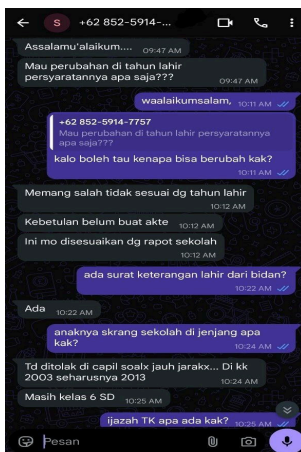 S +62 852-5914-...
Assalamu'alaikum.... 09:47 AM
Mau perubahan di tahun lahir
persyaratannya apa saja???
09:47 AM
waalaikumsalam, 10:11 AM
+62 852-5914-7757
Mau perubahan di tahun lahir persyaratannya
apa saja???
kalo boleh tau kenapa bisa berubah kak?
10:11 AM
Memang salah tidak sesuai dg tahun lahir
10:12 AM
Kebetulan belum buat akte 10:12 AM
Ini mo disesuaikan dg rapot sekolah
10:12 AM
ada surat keterangan lahir dari bidan?
10:22 AM
Ada 10:22 AM
anaknya skrang sekolah di jenjang apa
kak? 10:24 AM
Td ditolak di capil soalx jauh jarakx... Di kk
2003 seharusnya 2013 10:24 AM
Masih kelas 6 SD 10:25 AM
ijazah TK apa ada kak? 10:25 AM
Pesan